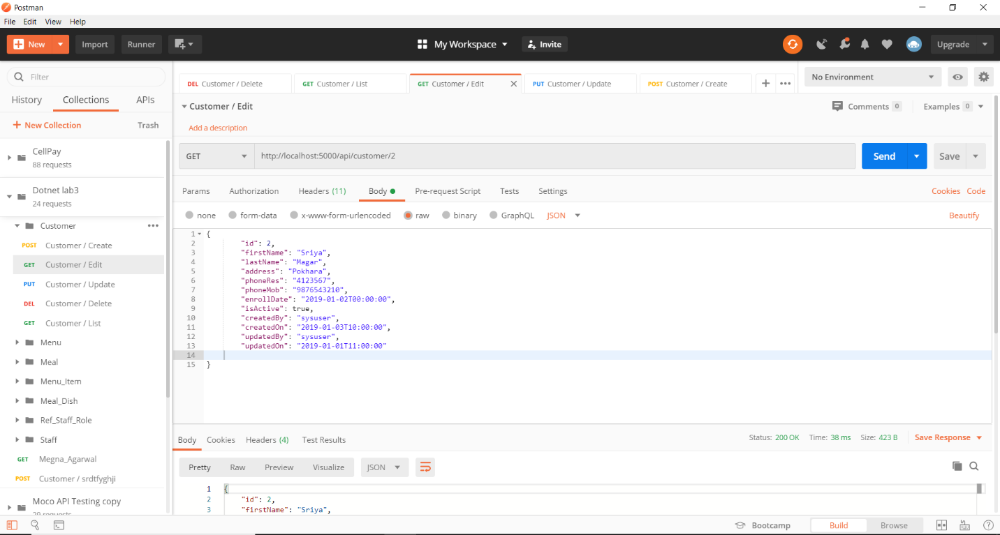 Postman
File Edit View Help
New Import Runner My Workspace Invite Upgrade
Filter
History Collections APIs
New Collection Trash
CellPay
88 requests
Dotnet lab3
24 requests
Customer
POST Customer / Create
GET Customer / Edit
PUT Customer / Update
DEL Customer / Delete
GET Customer / List
Menu
Meal
Menu_Item
Meal_Dish
Ref_Staff_Role
Staff
GET Megna_Agarwal
POST Customer / srdtfyghji
Moco API Testing copy
29 requests
DEL Customer / Delete GET Customer / List GET Customer / Edit PUT Customer / Update POST Customer / Create No Environment
Customer / Edit Comments 0 Examples 0
Add a description
GET http://localhost:5000/api/customer/2 Send Save
Params Authorization Headers (11) Body Pre-request Script Tests Settings Cookies Code
none form-data x-www-form-urlencoded raw binary GraphQL JSON Beautify
1 {
2 "id": 2,
3 "firstName": "Sriya",
4 "lastName": "Magar",
5 "address": "Pokhara",
6 "phoneRes": "4123567",
7 "phoneMob": "9876543210",
8 "enrollDate": "2019-01-02T00:00:00",
9 "isActive": true,
10 "createdBy": "sysuser",
11 "createdOn": "2019-01-03T10:00:00",
12 "updatedBy": "sysuser",
13 "updatedOn": "2019-01-01T11:00:00"
14
15 }
Body Cookies Headers (4) Test Results Status: 200 OK Time: 38 ms Size: 423 B Save Response
Pretty Raw Preview Visualize JSON
1 {
2 "id": 2,
3 "firstName": "Sriya",
Bootcamp Build Browse